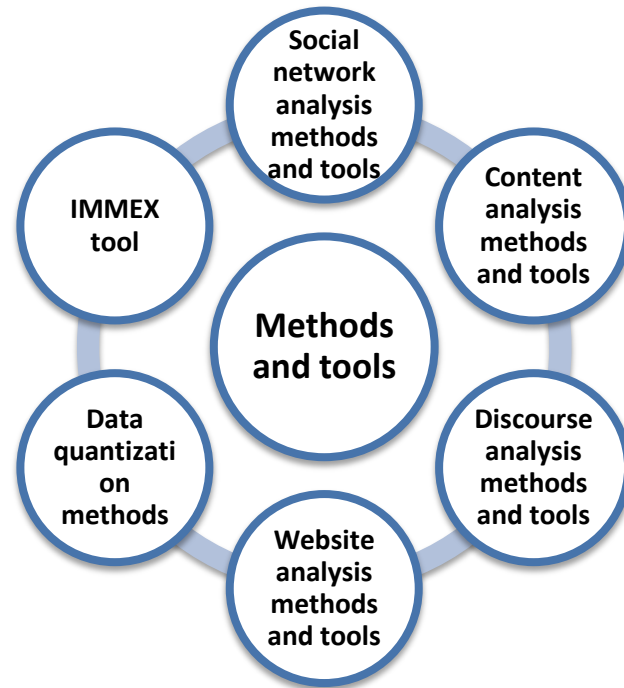 Social
network
analysis
methods
and tools
Content
analysis
methods
and tools
Discourse
analysis
methods
and tools
Website
analysis
methods
and tools
Data
quantizati
on
methods
IMMEX
tool
Methods
and tools